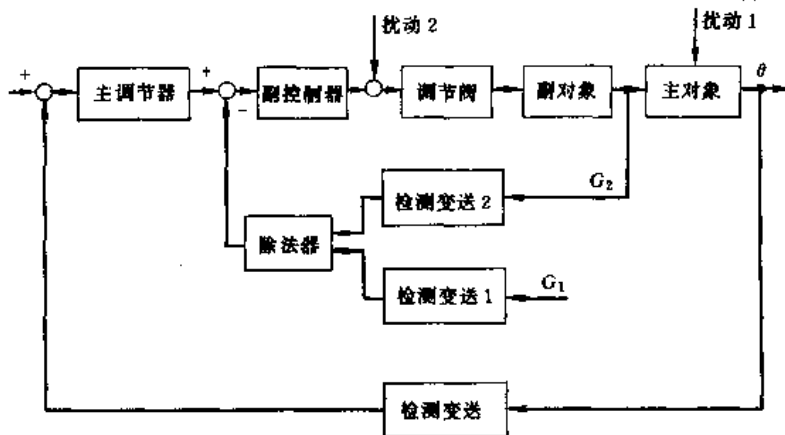 扰动 2
扰动 1
+
主调节器
+
-
副控制器
调节阀
副对象
主对象
θ
G₂
检测变送 2
除法器
检测变送 1
G₁
检测变送